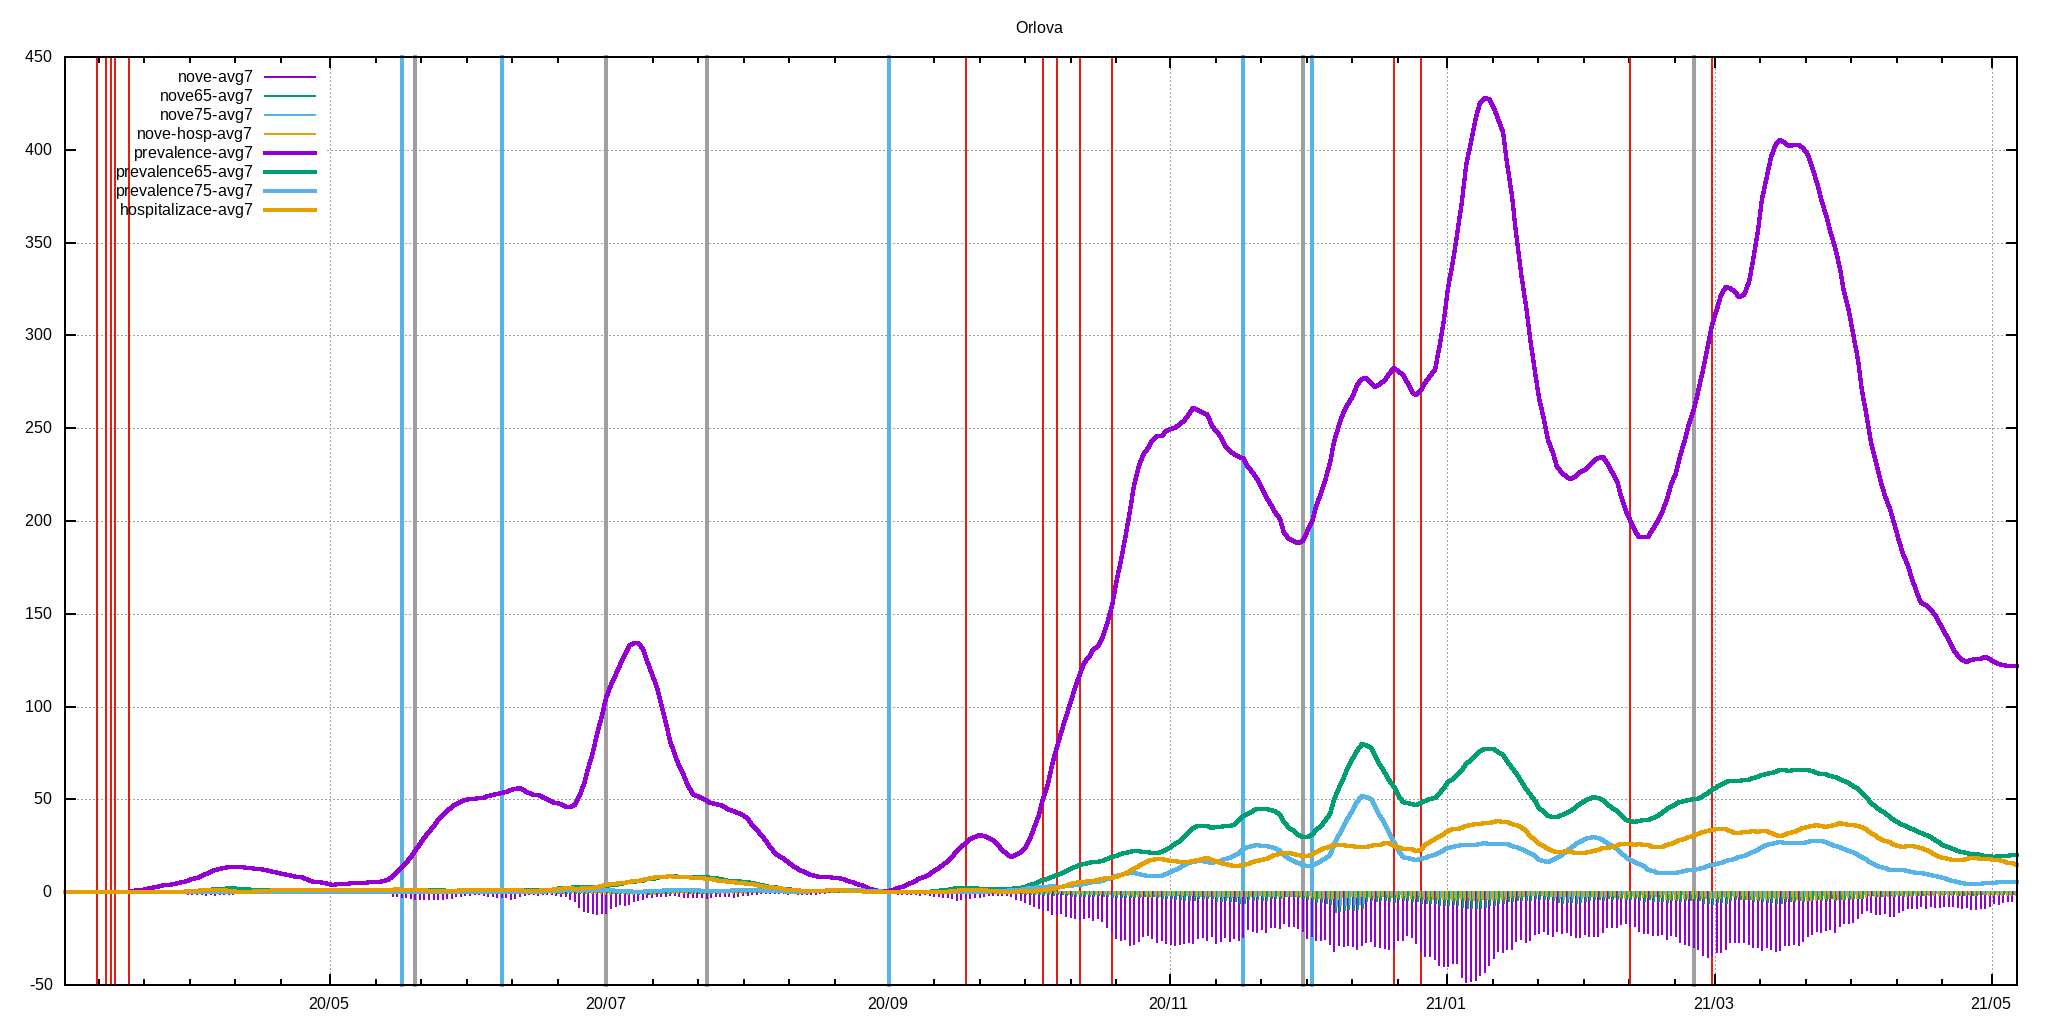 Orlova
450
400
350
300
250
200
150
100
50
0
-50
nove-avg7
nove65-avg7
nove75-avg7
nove-hosp-avg7
prevalence-avg7
prevalence65-avg7
prevalence75-avg7
hospitalizace-avg7
20/05
20/07
20/09
20/11
21/01
21/03
21/05